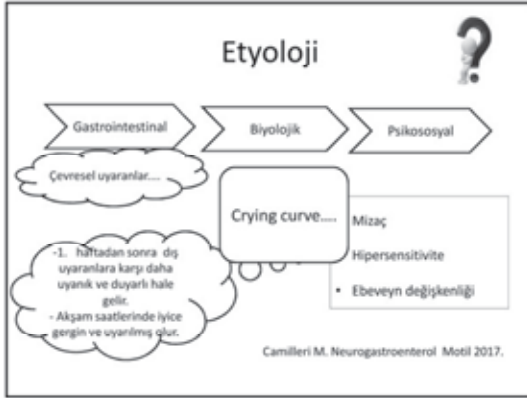 Etyoloji
Gastrointestinal
Biyolojik
Psikososyal
Çevresel uyaranlar....
Crying curve....
-1. haftadan sonra dış
uyaranlara karşı daha
uyanık ve duyarlı hale
gelir.
- Akşam saatlerinde iyice
gergin ve uyarılmış olur.
Mizaç
Hipersensitivite
• Ebeveyn değişkenliği
Camilleri M. Neurogastroenterol Motil 2017.